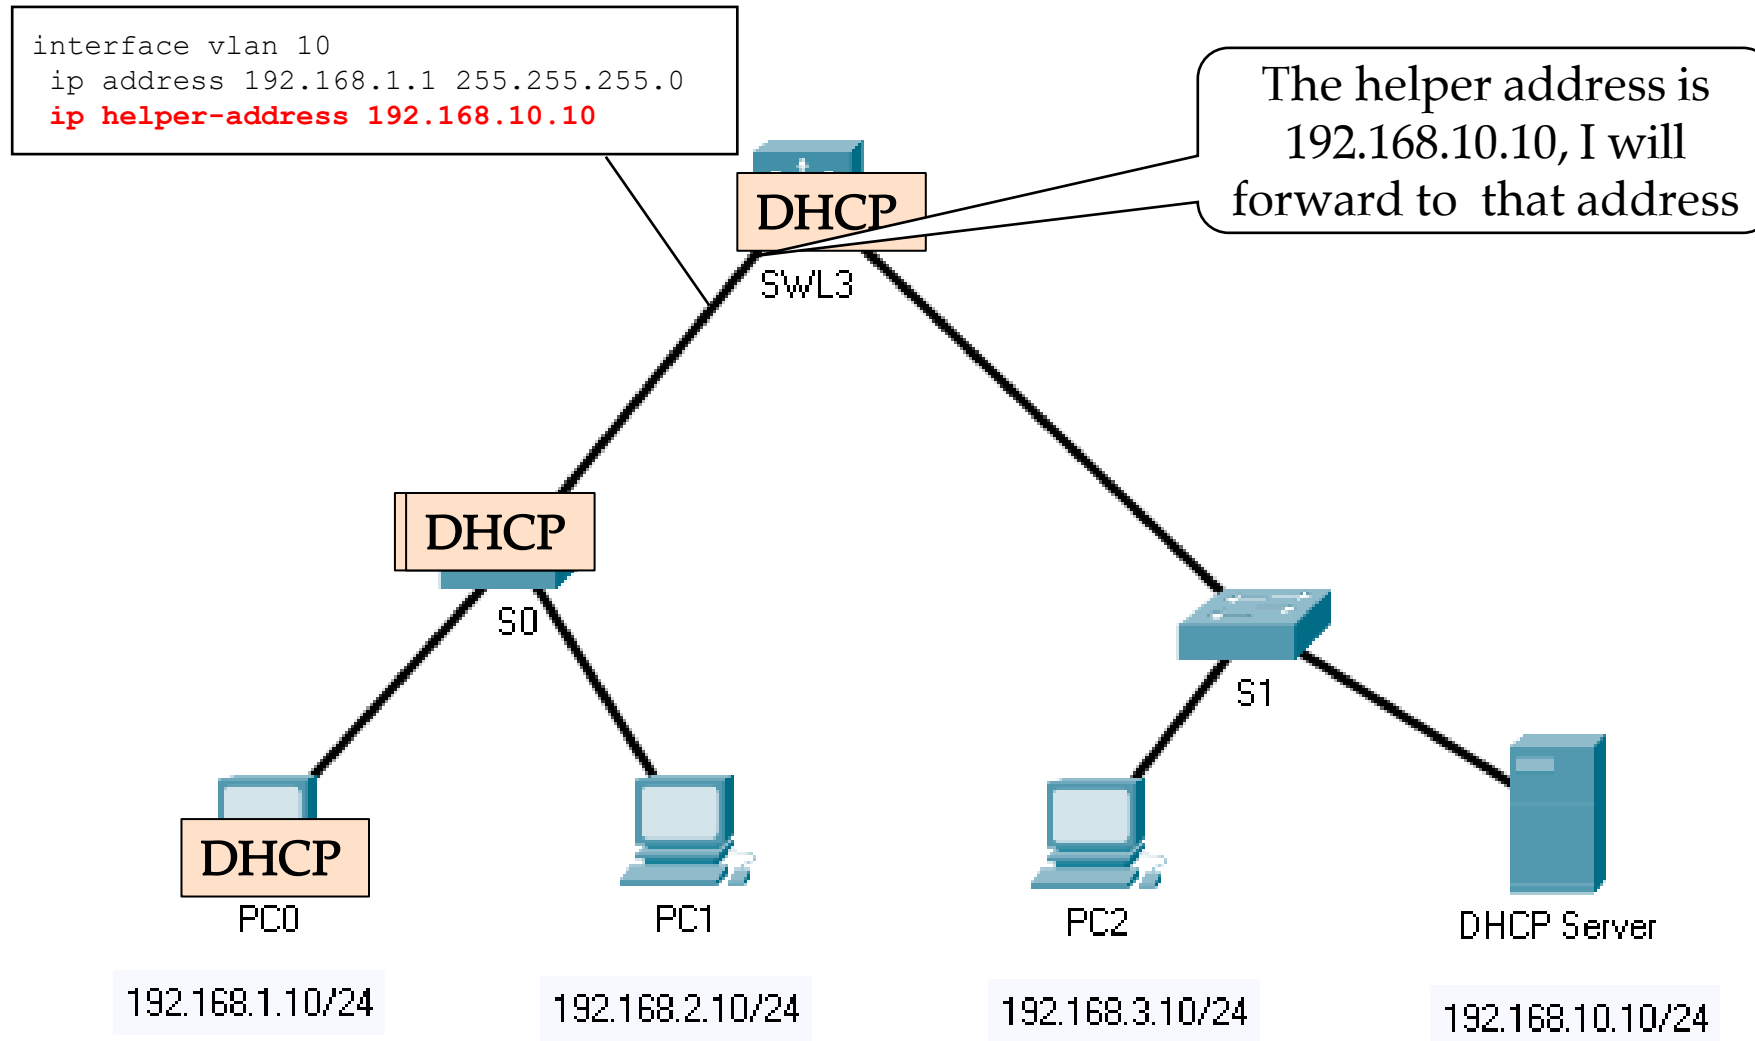 interface vlan 10
ip address 192.168.1.1 255.255.255.0
ip helper-address 192.168.10.10
The helper address is
192.168.10.10, I will
forward to that address
DHCP
SWL3
DHCP
S0
S1
DHCP
PC0
PC1
PC2
DHCP Server
192.168.1.10/24
192.168.2.10/24
192.168.3.10/24
192.168.10.10/24